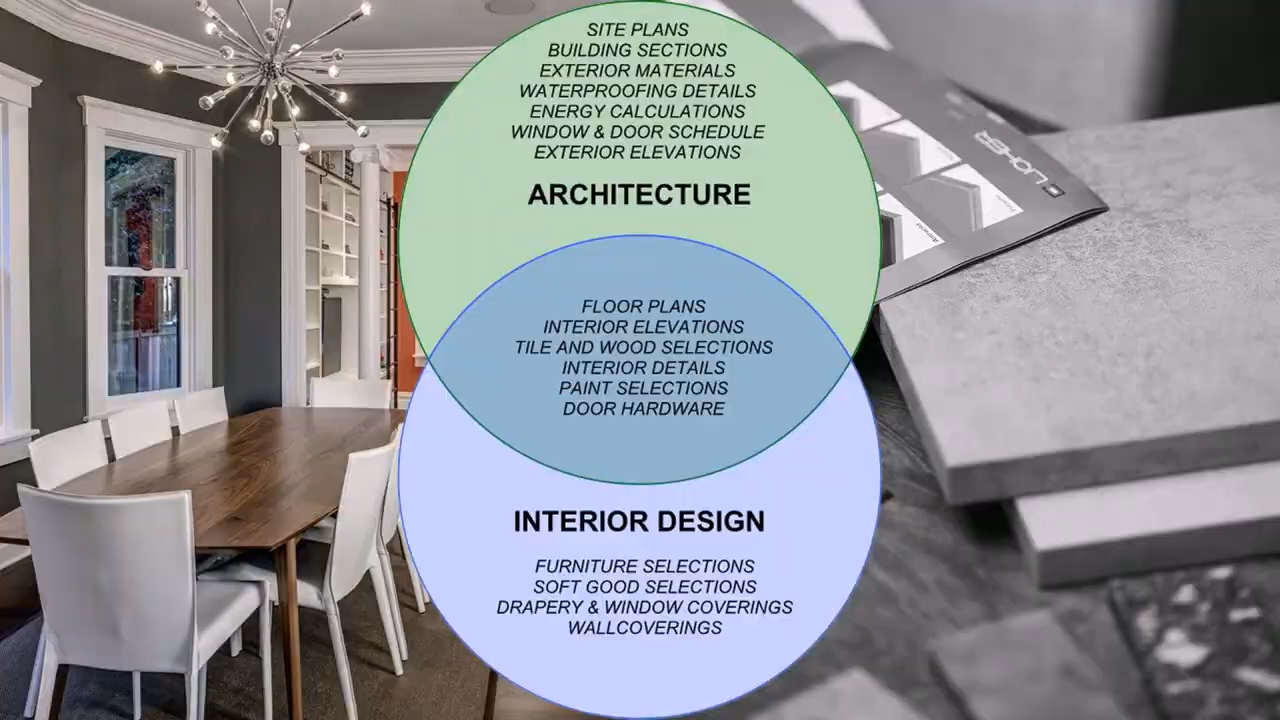 SITE PLANS
BUILDING SECTIONS
EXTERIOR MATERIALS
WATERPROOFING DETAILS
ENERGY CALCULATIONS
WINDOW & DOOR SCHEDULE
EXTERIOR ELEVATIONS
ARCHITECTURE
FLOOR PLANS
INTERIOR ELEVATIONS
TILE AND WOOD SELECTIONS
INTERIOR DETAILS
PAINT SELECTIONS
DOOR HARDWARE
INTERIOR DESIGN
FURNITURE SELECTIONS
SOFT GOOD SELECTIONS
DRAPERY & WINDOW COVERINGS
WALLCOVERINGS